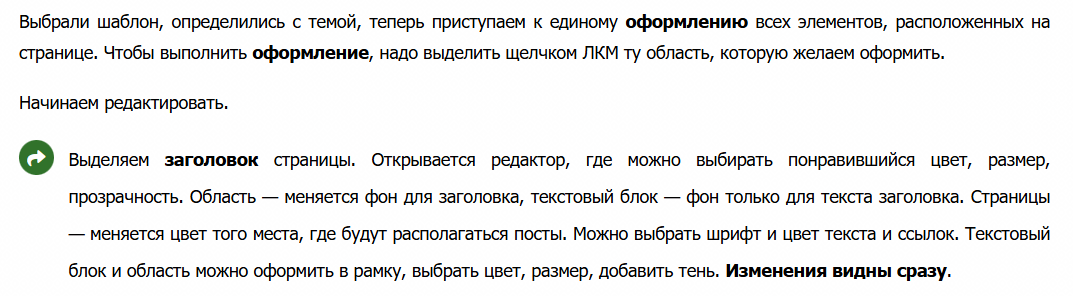 Выбрали шаблон, определились с темой, теперь приступаем к единому оформлению всех элементов, расположенных на
странице. Чтобы выполнить оформление, надо выделить щелчком ЛКМ ту область, которую желаем оформить.
Начинаем редактировать.
Выделяем заголовок страницы. Открывается редактор, где можно выбирать понравившийся цвет, размер,
прозрачность. Область — меняется фон для заголовка, текстовый блок — фон только для текста заголовка. Страницы
— меняется цвет того места, где будут располагаться посты. Можно выбрать шрифт и цвет текста и ссылок. Текстовый
блок и область можно оформить в рамку, выбрать цвет, размер, добавить тень. Изменения видны сразу.